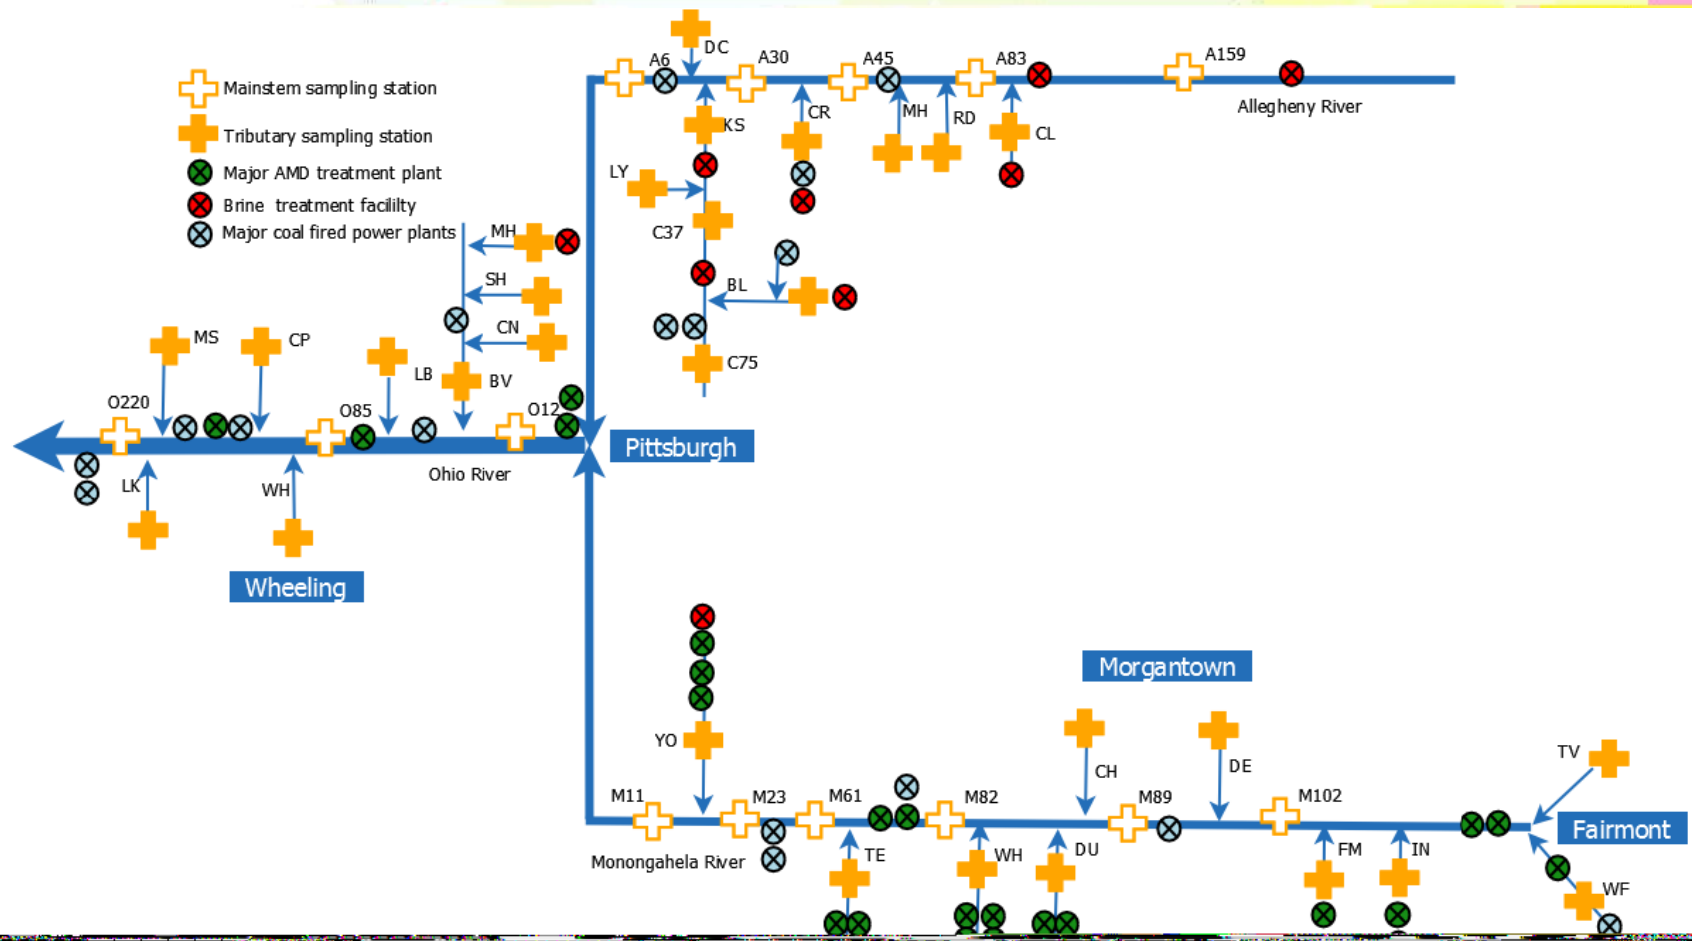 DC
A6
A30
A45
A83
A159
Mainstem sampling station
Allegheny River
KS
CR
MH
RD
CL
Tributary sampling station
Major AMD treatment plant
LY
Brine treatment facililty
Major coal fired power plants
MH
C37
SH
BL
CN
MS
CP
LB
BV
C75
O220
O85
O12
Pittsburgh
Ohio River
LK
WH
Wheeling
Morgantown
YO
CH
DE
TV
M11
M23
M61
M82
M89
M102
Fairmont
Monongahela River
TE
WH
DU
FM
IN
WF